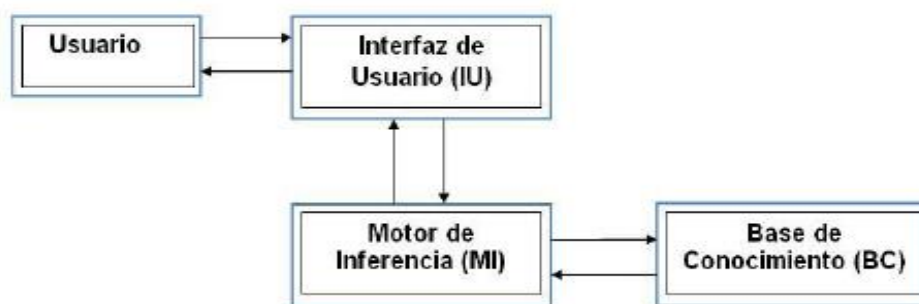 Usuario
Interfaz de
Usuario (IU)
Motor de
Inferencia (MI)
Base de
Conocimiento (BC)